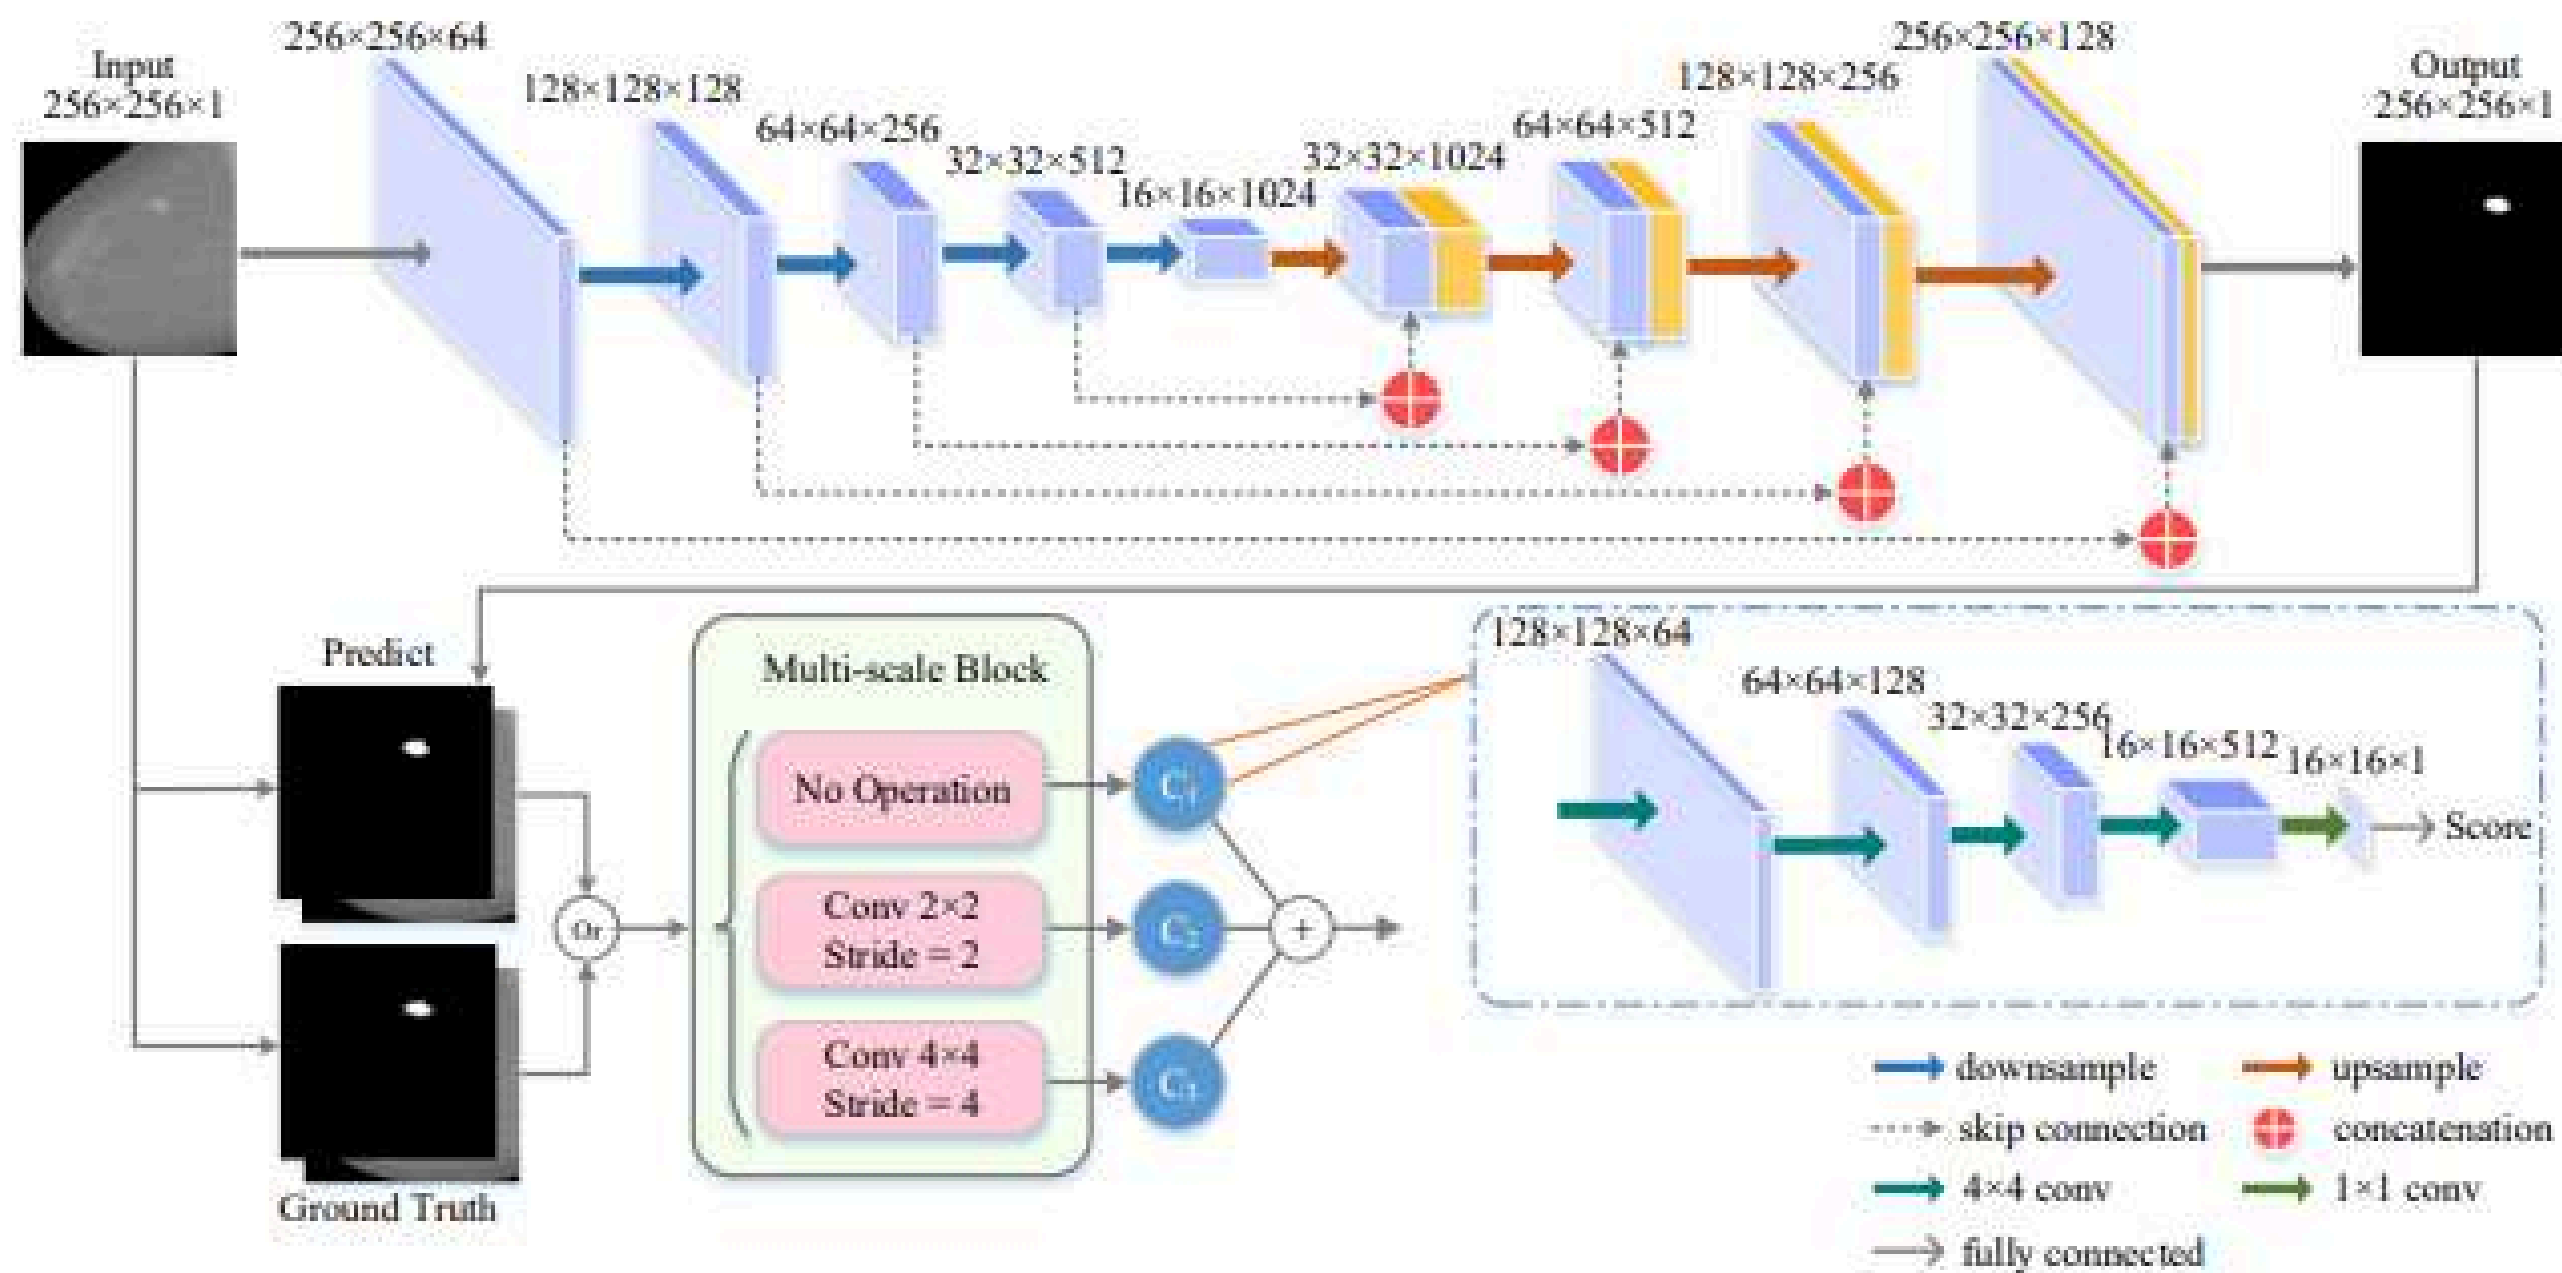 Input
256×256×1
256×256×64
128×128×128
64×64×256
32×32×512
16×16×1024
32×32×1024
64×64×512
128×128×256
256×256×128
Output
256×256×1
Predict
Ground Truth
Or
Multi-scale Block
No Operation
Conv 2×2
Stride = 2
Conv 4×4
Stride = 4
C₁
C₂
C₃
+
128×128×64
64×64×128
32×32×256
16×16×512
16×16×1
Score
downsample
upsample
skip connection
concatenation
4×4 conv
1×1 conv
fully connected